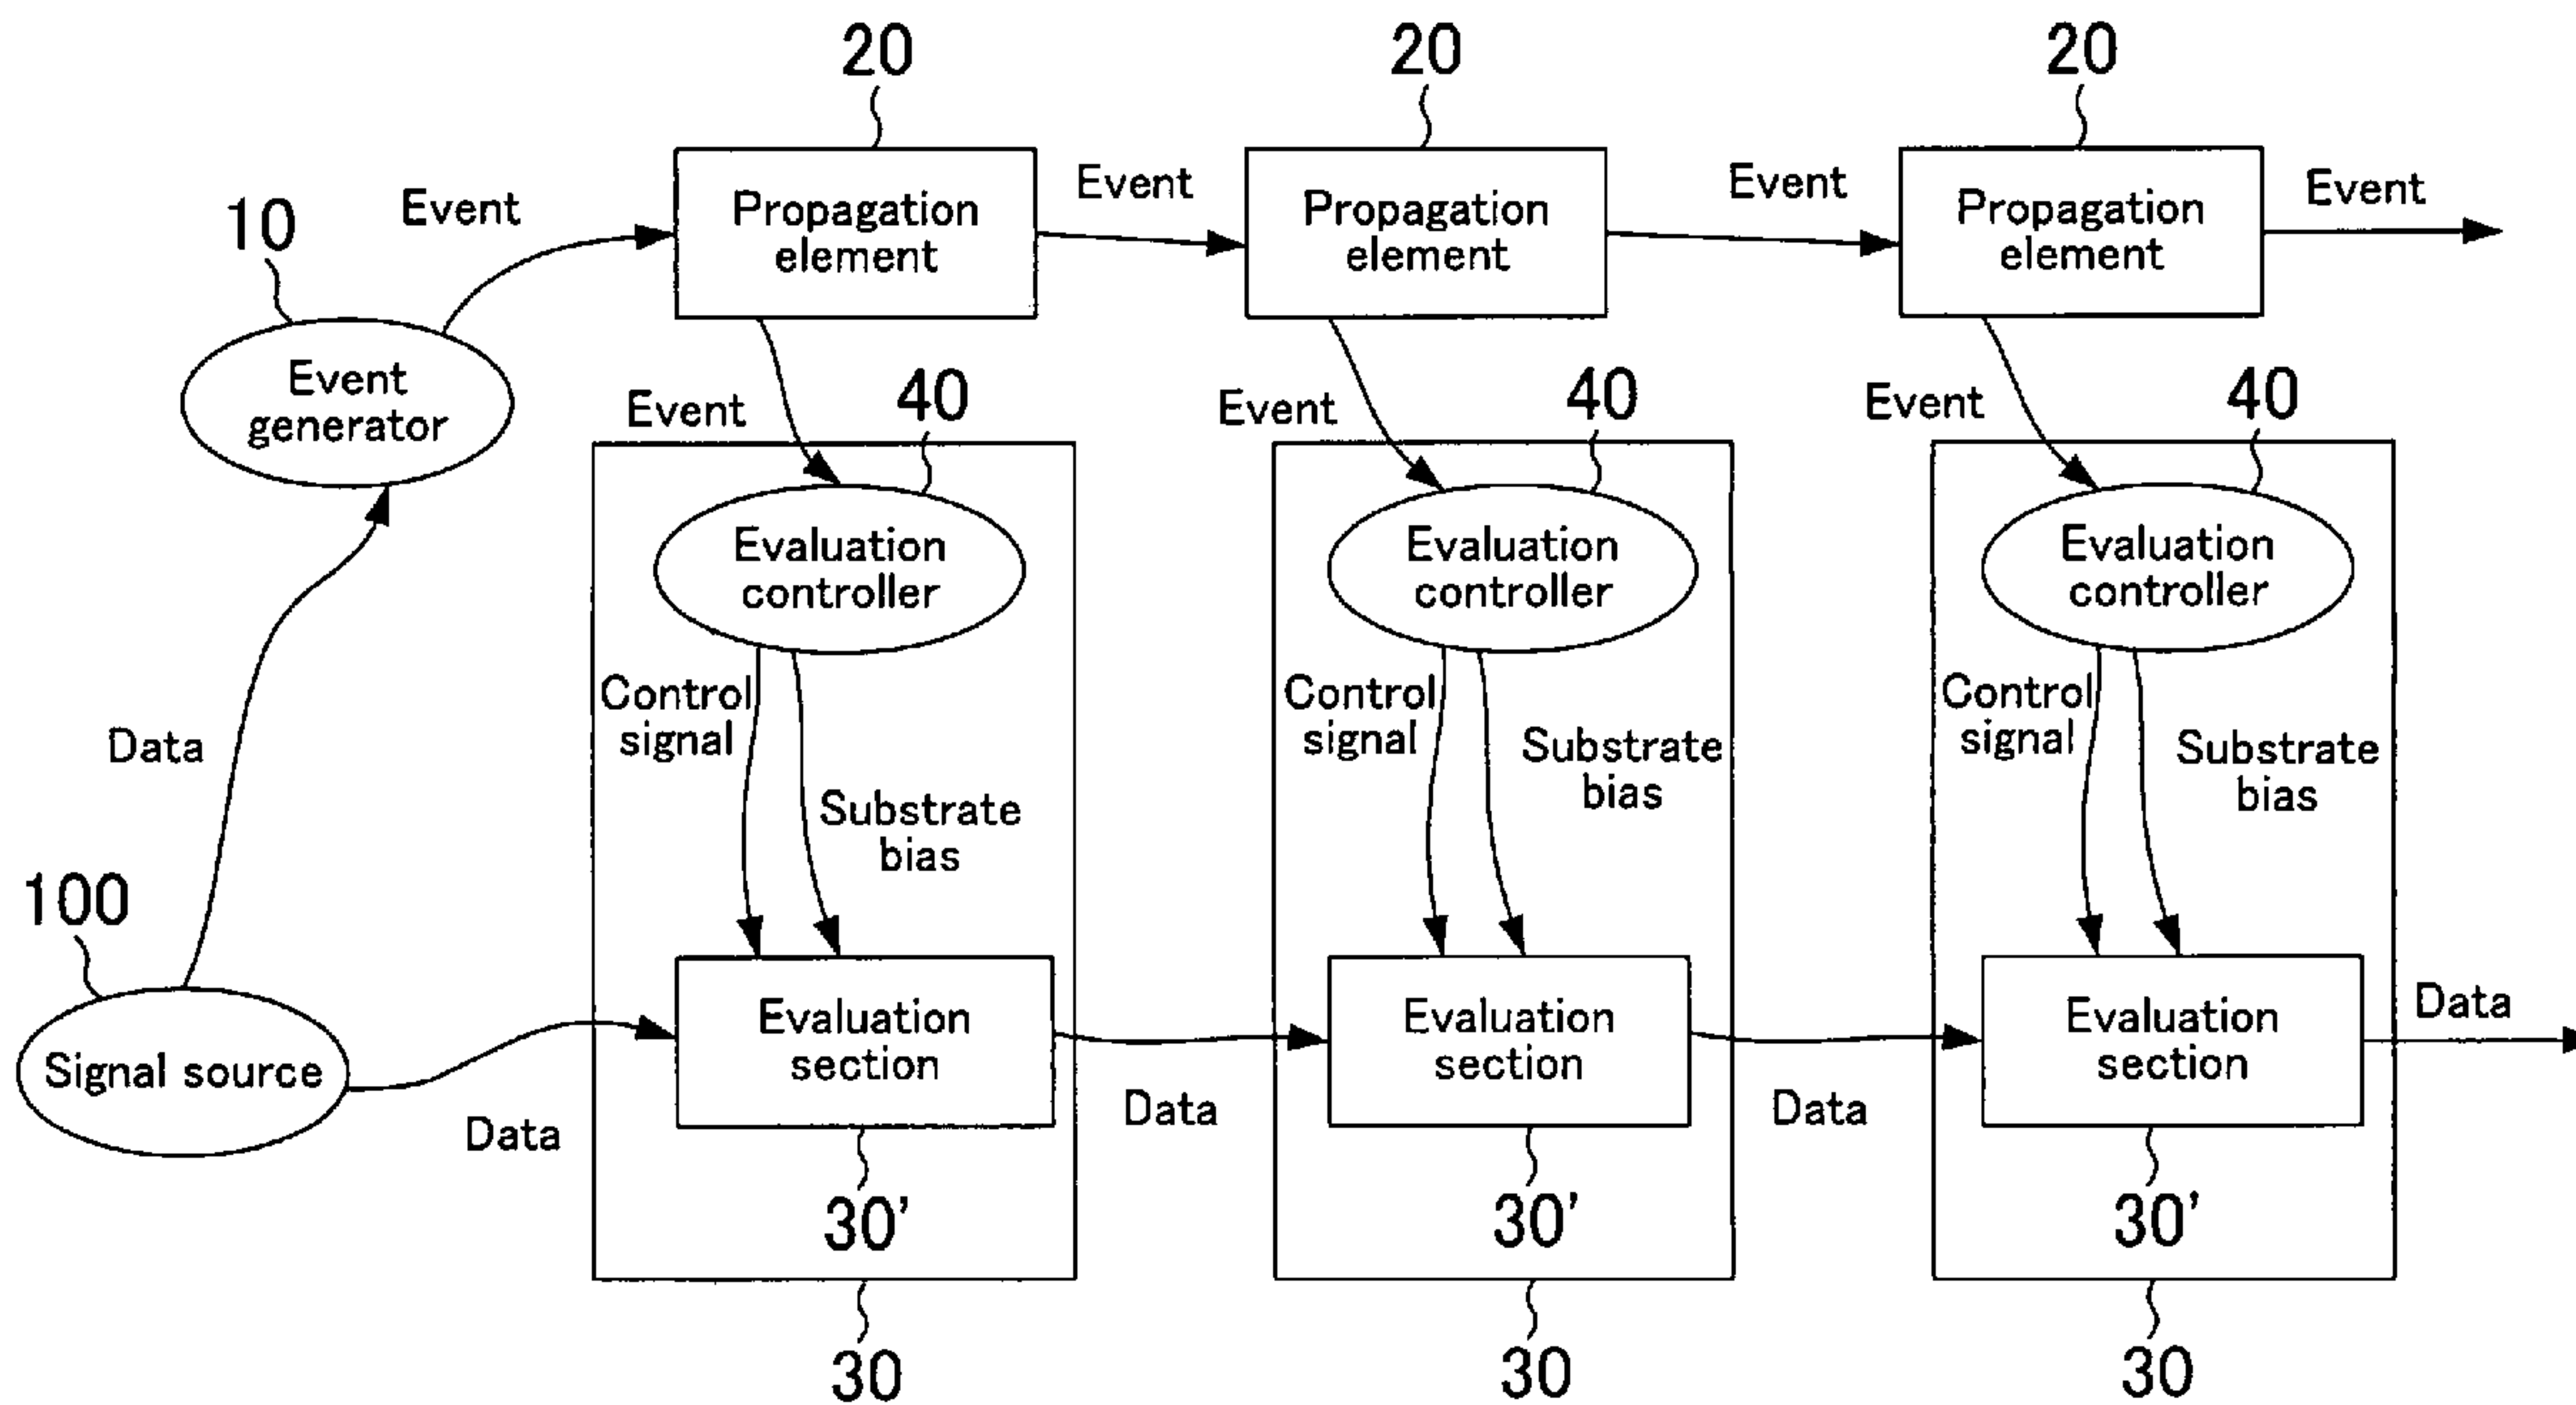 20
20
20
10
Event
Propagation
element
Event
Propagation
element
Event
Propagation
element
Event
Event
generator
Event
40
Event
40
Event
40
Evaluation
controller
Evaluation
controller
Evaluation
controller
Data
Control
signal
Substrate
bias
Control
signal
Substrate
bias
Control
signal
Substrate
bias
100
Signal source
Data
Evaluation
section
Data
Evaluation
section
Data
Evaluation
section
Data
30'
30'
30'
30
30
30